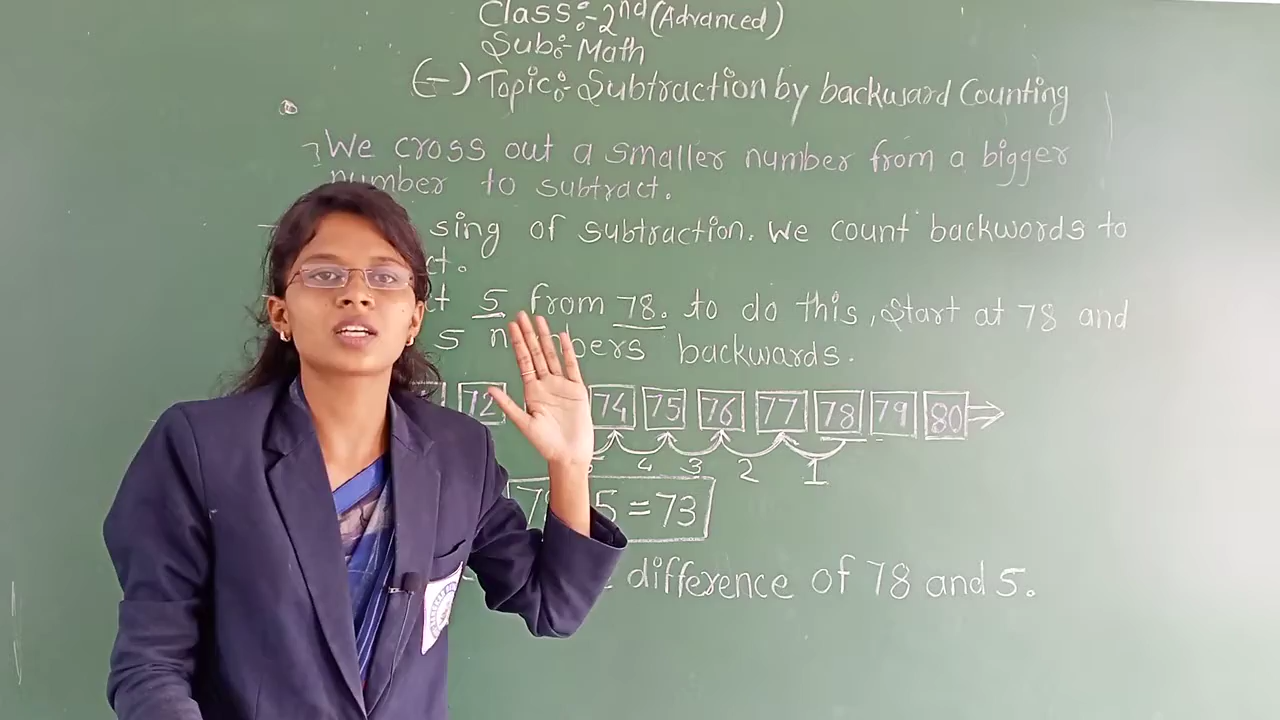 Class:-2nd (Advanced)
Sub:- Math
(-) Topic:- Subtraction by backward Counting
We cross out a smaller number from a bigger
number to subtract.
sing of subtraction. We count backwords to
ct.
t 5 from 78. to do this, Start at 78 and
5 backwards.
72 74 75 76 77 78 79 80
4 3 2 1
5 = 73
difference of 78 and 5.